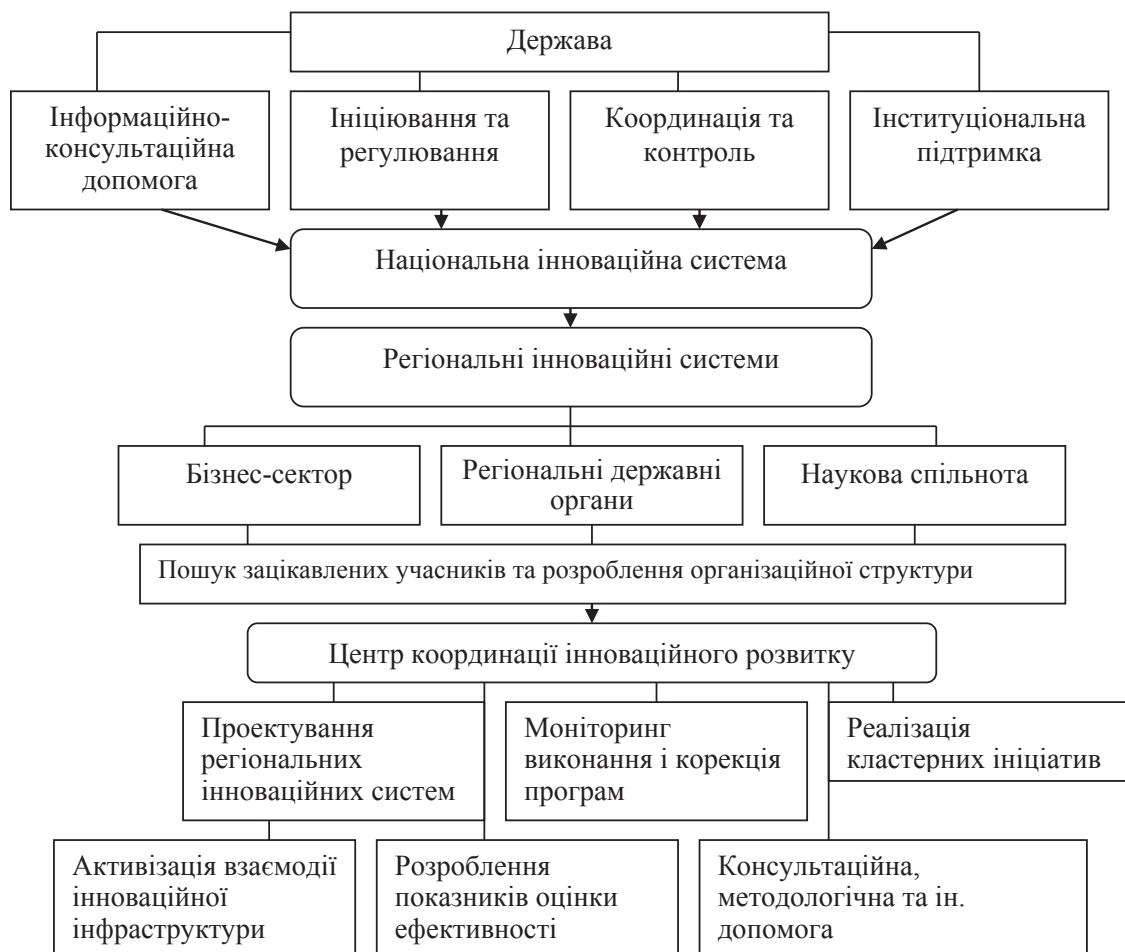 Держава
Інформаційно-
консультаційна
допомога
Ініціювання та
регулювання
Координація та
контроль
Інституціональна
підтримка
Національна інноваційна система
Регіональні інноваційні системи
Бізнес-сектор
Регіональні державні
органи
Наукова спільнота
Пошук зацікавлених учасників та розроблення організаційної структури
Центр координації інноваційного розвитку
Проектування
регіональних
інноваційних систем
Моніторинг
виконання і корекція
програм
Реалізація
кластерних ініціатив
Активізація взаємодії
інноваційної
інфраструктури
Розроблення
показників оцінки
ефективності
Консультаційна,
методологічна та ін.
допомога